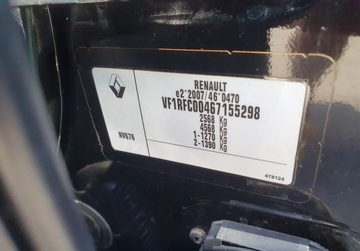 RENAULT
e2*2007/46*0470
VF1RFC00467155298
2568 Kg
4568 Kg
1-1270 Kg
2-1390 Kg
NV676
478124